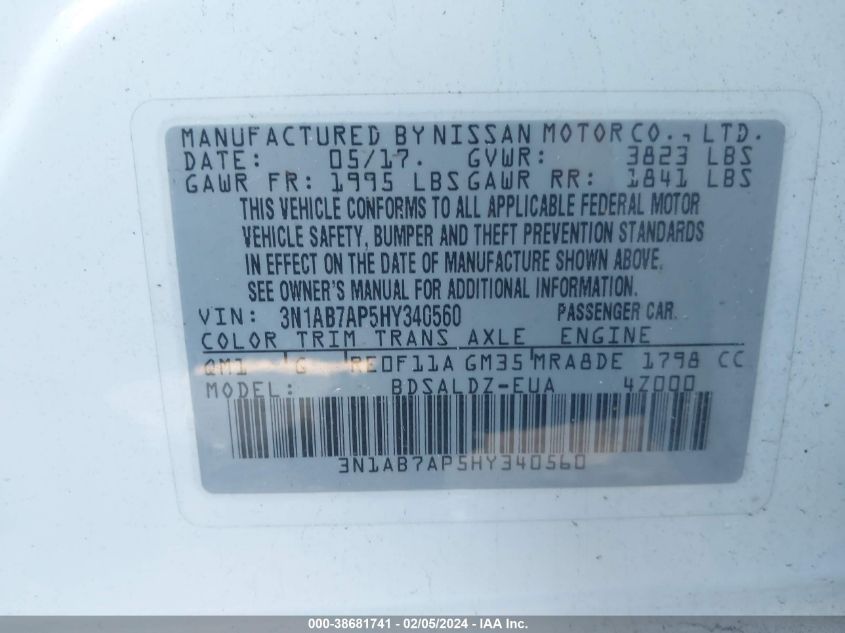 MANUFACTURED BY NISSAN MOTOR CO., LTD.
DATE: 05/17. GVWR: 3823 LBS
GAWR FR: 1995 LBS GAWR RR: 1841 LBS
THIS VEHICLE CONFORMS TO ALL APPLICABLE FEDERAL MOTOR
VEHICLE SAFETY, BUMPER AND THEFT PREVENTION STANDARDS
IN EFFECT ON THE DATE OF MANUFACTURE SHOWN ABOVE.
SEE OWNER'S MANUAL FOR ADDITIONAL INFORMATION.
VIN: 3N1AB7AP5HY340560 PASSENGER CAR.
COLOR TRIM TRANS AXLE ENGINE
QM1 G RE0F11A GM35 MRA8DE 1798 CC
MODEL: BDSALDZ-EUA 4Z000
3N1AB7AP5HY340560
000-38681741 - 02/05/2024 - IAA Inc.